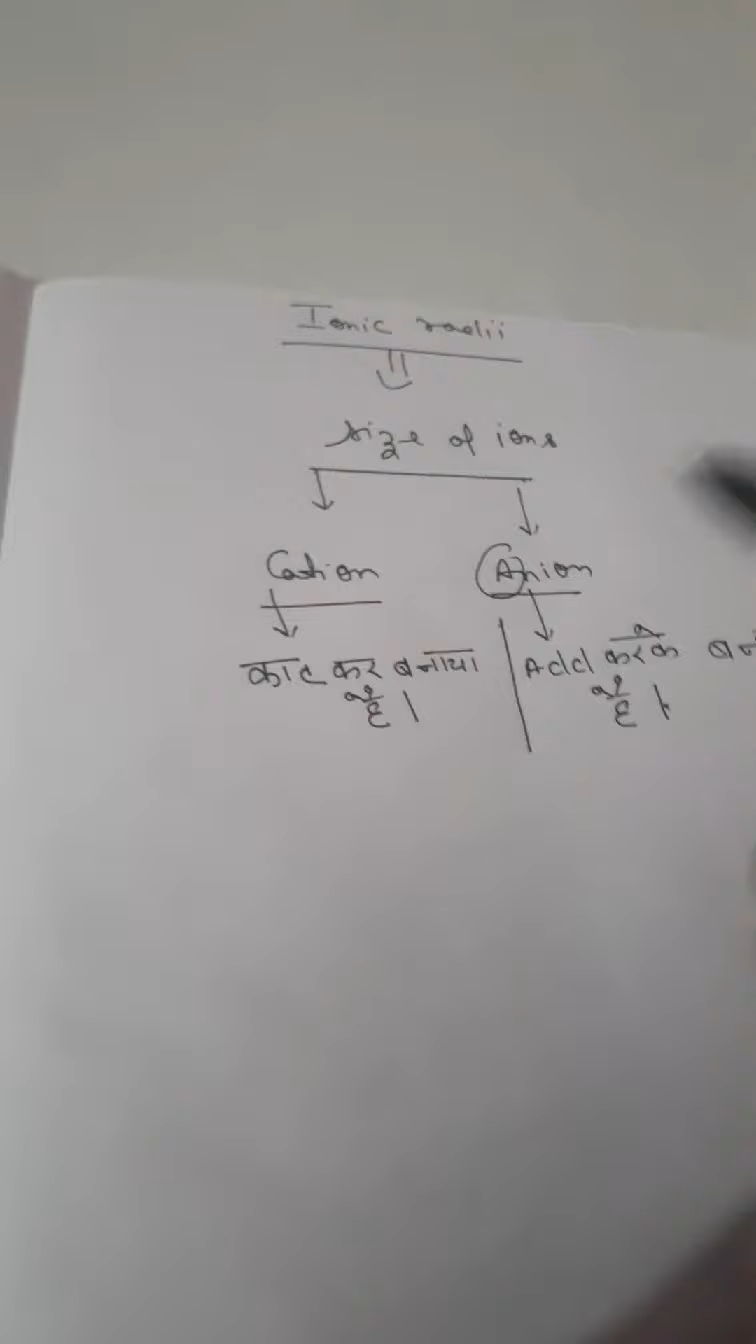 Ionic radii
Size of ions
Cation Anion
काट कर बनाया Add करके
है। है।